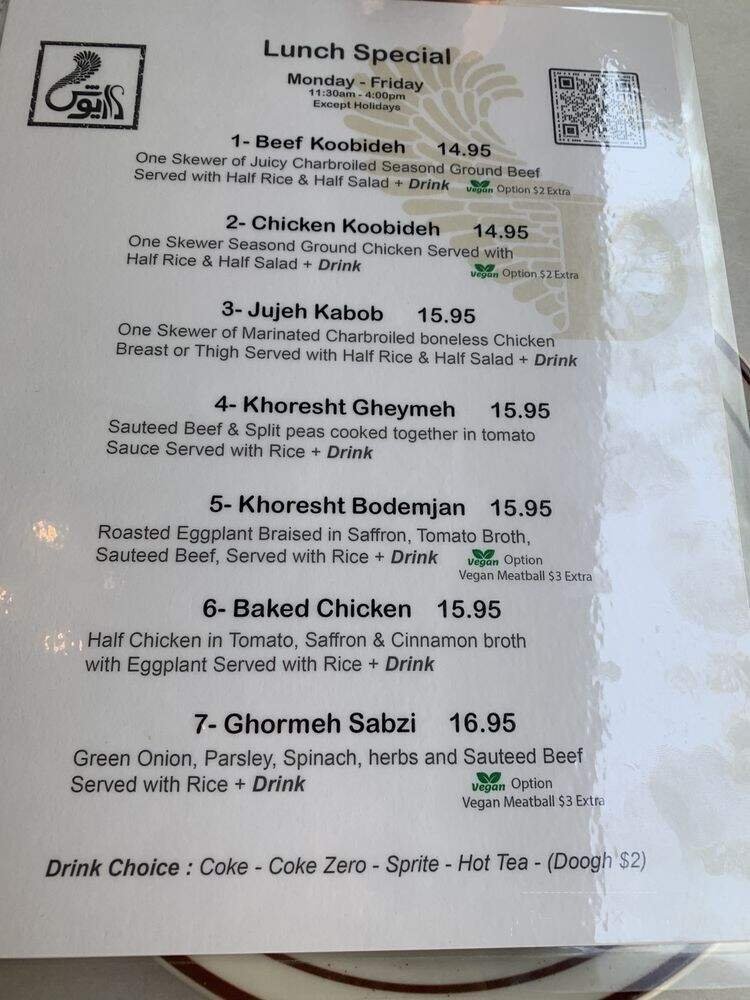 داریوش
Lunch Special
Monday - Friday
11:30am - 4:00pm
Except Holidays
1- Beef Koobideh 14.95
One Skewer of Juicy Charbroiled Seasond Ground Beef
Served with Half Rice & Half Salad + Drink vegan Option $2 Extra
2- Chicken Koobideh 14.95
One Skewer Seasond Ground Chicken Served with
Half Rice & Half Salad + Drink vegan Option $2 Extra
3- Jujeh Kabob 15.95
One Skewer of Marinated Charbroiled boneless Chicken
Breast or Thigh Served with Half Rice & Half Salad + Drink
4- Khoresht Gheymeh 15.95
Sauteed Beef & Split peas cooked together in tomato
Sauce Served with Rice + Drink
5- Khoresht Bodemjan 15.95
Roasted Eggplant Braised in Saffron, Tomato Broth,
Sauteed Beef, Served with Rice + Drink vegan Option
Vegan Meatball $3 Extra
6- Baked Chicken 15.95
Half Chicken in Tomato, Saffron & Cinnamon broth
with Eggplant Served with Rice + Drink
7- Ghormeh Sabzi 16.95
Green Onion, Parsley, Spinach, herbs and Sauteed Beef
Served with Rice + Drink vegan Option
Vegan Meatball $3 Extra
Drink Choice : Coke - Coke Zero - Sprite - Hot Tea - (Doogh $2)